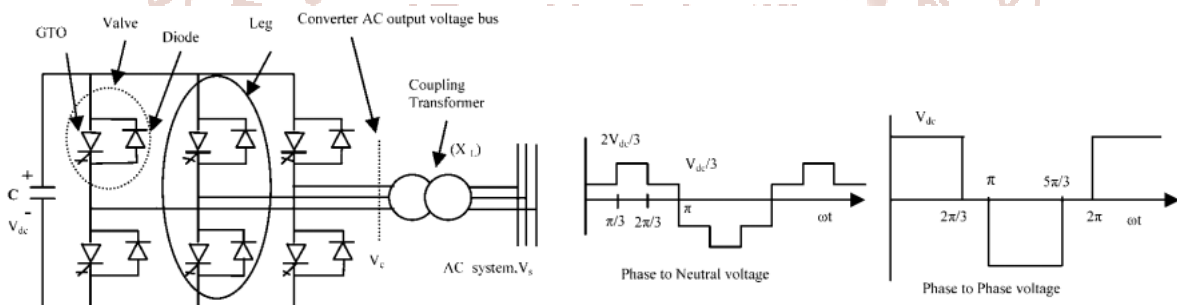 Converter AC output voltage bus
Valve
GTO
Diode
Leg
Coupling
Transformer
(X L)
+
C
-
V dc
V c
AC system.V s
2V dc/3
V dc/3
π/3
2π/3
π
ωt
Phase to Neutral voltage
V dc
π
5π/3
2π/3
2π
ωt
Phase to Phase voltage